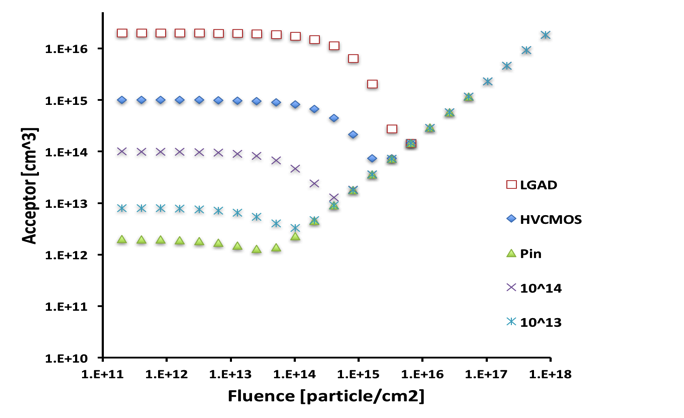 Acceptor [cm^3]
1.E+16
1.E+15
1.E+14
1.E+13
1.E+12
1.E+11
1.E+10
1.E+11 1.E+12 1.E+13 1.E+14 1.E+15 1.E+16 1.E+17 1.E+18
Fluence [particle/cm2]
LGAD
HVCMOS
Pin
10^14
10^13